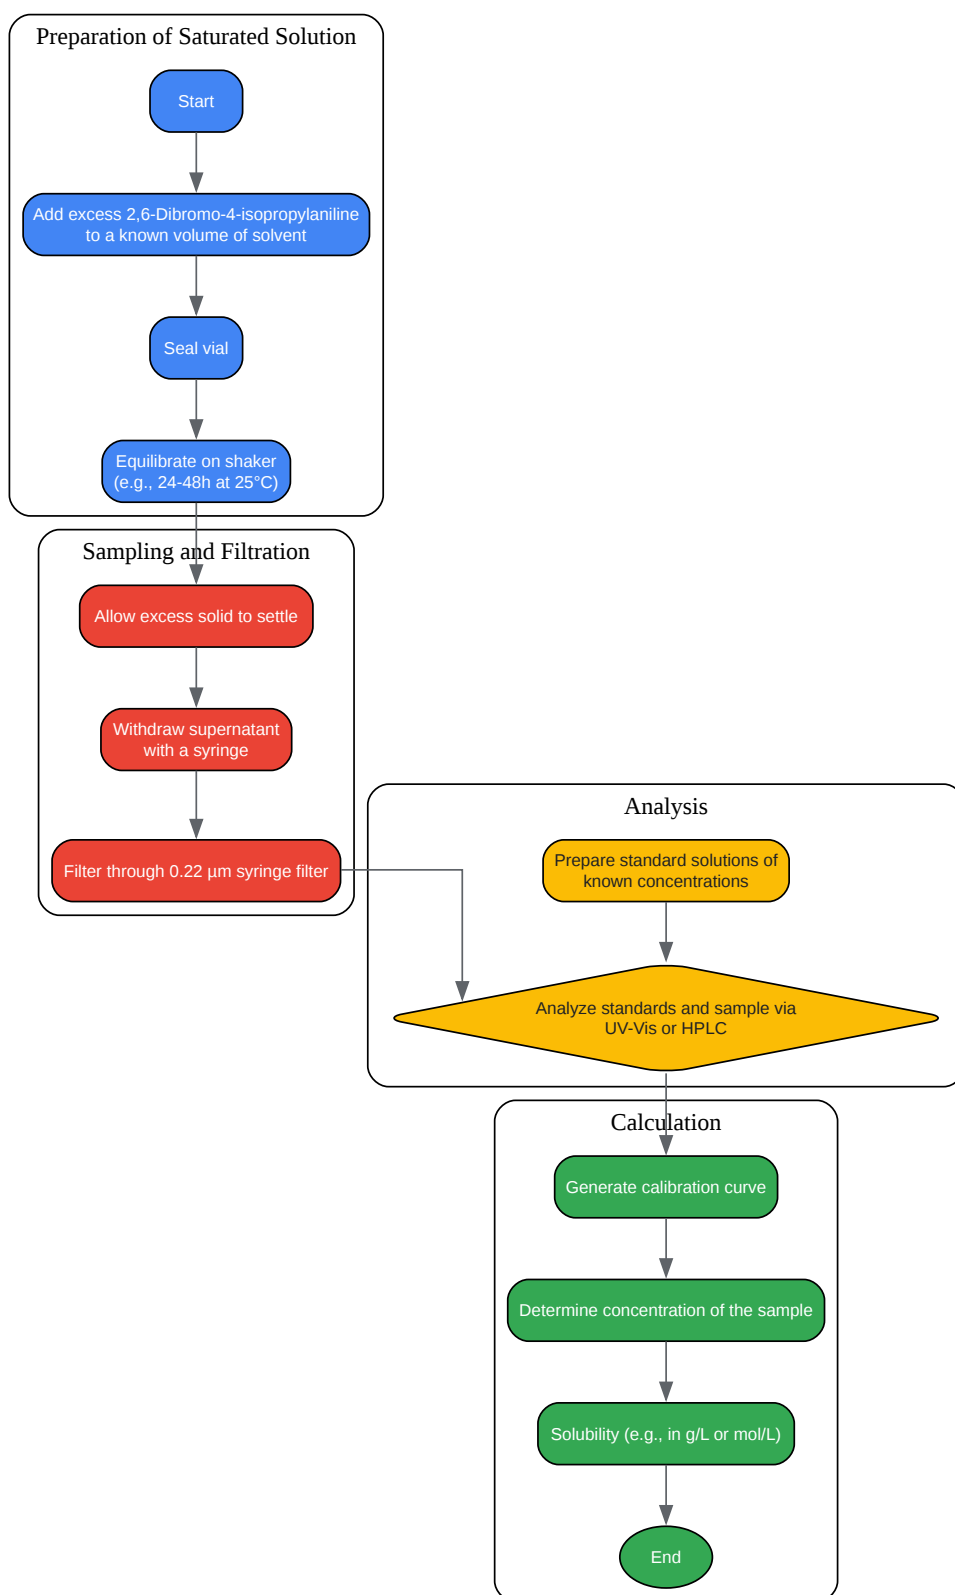 Preparation of Saturated Solution
Start
Add excess 2,6-Dibromo-4-isopropylaniline
to a known volume of solvent
Seal vial
Equilibrate on shaker
(e.g., 24-48h at 25°C)
Sampling and Filtration
Allow excess solid to settle
Withdraw supernatant
with a syringe
Filter through 0.22 µm syringe filter
Analysis
Prepare standard solutions of
known concentrations
Analyze standards and sample via
UV-Vis or HPLC
Calculation
Generate calibration curve
Determine concentration of the sample
Solubility (e.g., in g/L or mol/L)
End